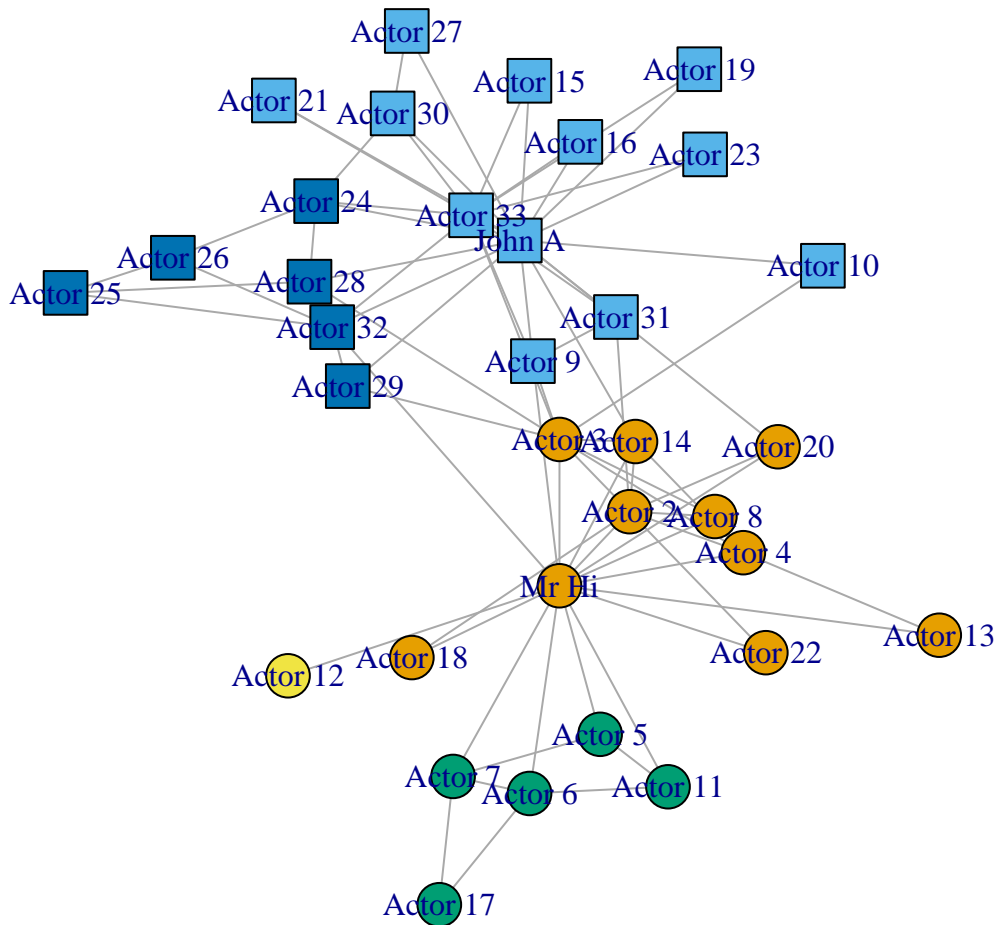 Actor 27
Actor 19
Actor 15
Actor 21
Actor 30
Actor 16
Actor 23
Actor 24
Actor 33
John A
Actor 26
Actor 10
Actor 28
Actor 25
Actor 31
Actor 32
Actor 9
Actor 29
Actor 3
Actor 14
Actor 20
Actor 2
Actor 8
Actor 4
Mr Hi
Actor 13
Actor 22
Actor 18
Actor 12
Actor 5
Actor 7
Actor 11
Actor 6
Actor 17